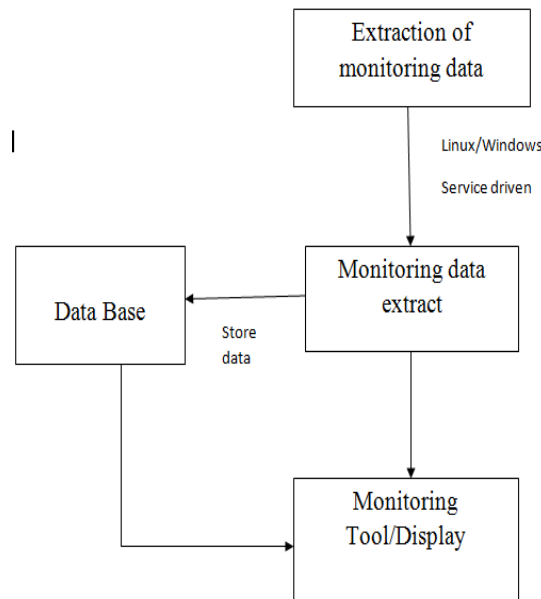 Extraction of
monitoring data
Linux/Windows
Service driven
Monitoring data
extract
Data Base
Store
data
Monitoring
Tool/Display